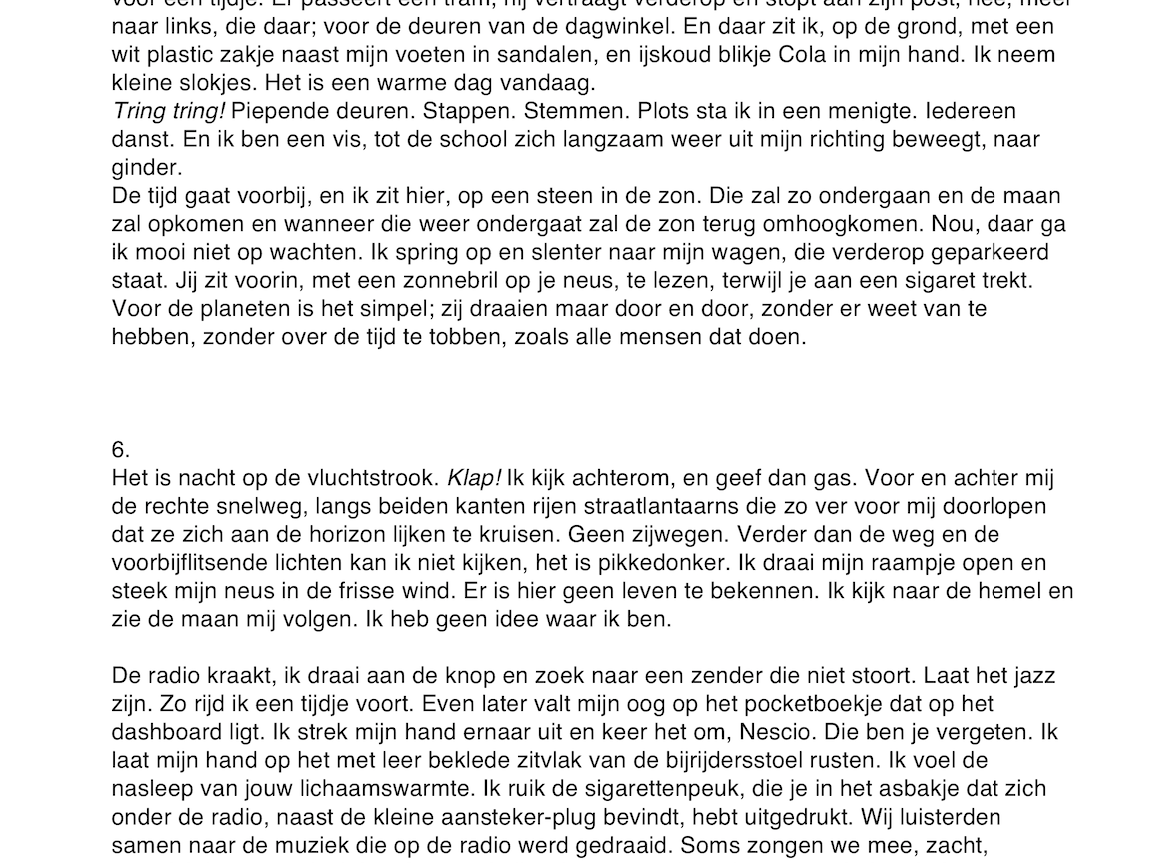 voor een tijdje. Er passeert een tram, hij vertraagt verderop en stopt aan zijn post, nee, meer
naar links, die daar; voor de deuren van de dagwinkel. En daar zit ik, op de grond, met een
wit plastic zakje naast mijn voeten in sandalen, en ijskoud blikje Cola in mijn hand. Ik neem
kleine slokjes. Het is een warme dag vandaag.
Tring tring! Piepende deuren. Stappen. Stemmen. Plots sta ik in een menigte. Iedereen
danst. En ik ben een vis, tot de school zich langzaam weer uit mijn richting beweegt, naar
ginder.
De tijd gaat voorbij, en ik zit hier, op een steen in de zon. Die zal zo ondergaan en de maan
zal opkomen en wanneer die weer ondergaat zal de zon terug omhoogkomen. Nou, daar ga
ik mooi niet op wachten. Ik spring op en slenter naar mijn wagen, die verderop geparkeerd
staat. Jij zit voorin, met een zonnebril op je neus, te lezen, terwijl je aan een sigaret trekt.
Voor de planeten is het simpel; zij draaien maar door en door, zonder er weet van te
hebben, zonder over de tijd te tobben, zoals alle mensen dat doen.
6.
Het is nacht op de vluchtstrook. Klap! Ik kijk achterom, en geef dan gas. Voor en achter mij
de rechte snelweg, langs beiden kanten rijen straatlantaarns die zo ver voor mij doorlopen
dat ze zich aan de horizon lijken te kruisen. Geen zijwegen. Verder dan de weg en de
voorbijflitsende lichten kan ik niet kijken, het is pikkedonker. Ik draai mijn raampje open en
steek mijn neus in de frisse wind. Er is hier geen leven te bekennen. Ik kijk naar de hemel en
zie de maan mij volgen. Ik heb geen idee waar ik ben.
De radio kraakt, ik draai aan de knop en zoek naar een zender die niet stoort. Laat het jazz
zijn. Zo rijd ik een tijdje voort. Even later valt mijn oog op het pocketboekje dat op het
dashboard ligt. Ik strek mijn hand ernaar uit en keer het om, Nescio. Die ben je vergeten. Ik
laat mijn hand op het met leer beklede zitvlak van de bijrijdersstoel rusten. Ik voel de
nasleep van jouw lichaamswarmte. Ik ruik de sigarettenpeuk, die je in het asbakje dat zich
onder de radio, naast de kleine aansteker-plug bevindt, hebt uitgedrukt. Wij luisterden
samen naar de muziek die op de radio werd gedraaid. Soms zongen we mee, zacht,